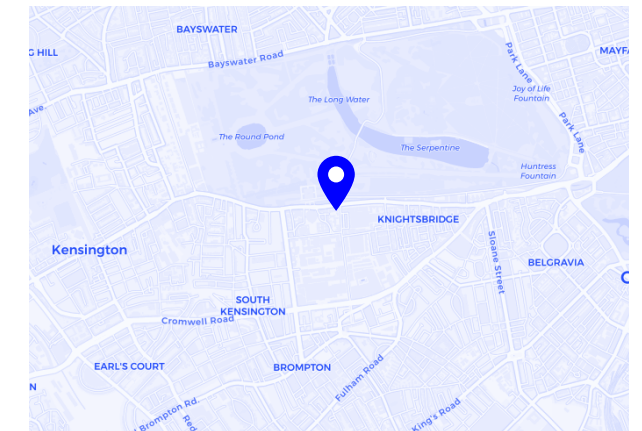 BAYSWATER
G HILL
Bayswater Road
Park Lane
MAYFA
Joy of Life
Fountain
The Long Water
Ave.
Park Lane
The Round Pond
The Serpentine
Huntress
Fountain
KNIGHTSBRIDGE
Kensington
Sloane Street
BELGRAVIA
C
SOUTH
KENSINGTON
Cromwell Road
EARL'S COURT
BROMPTON
Fulham Road
N
Brompton Rd.
Red
King's Road